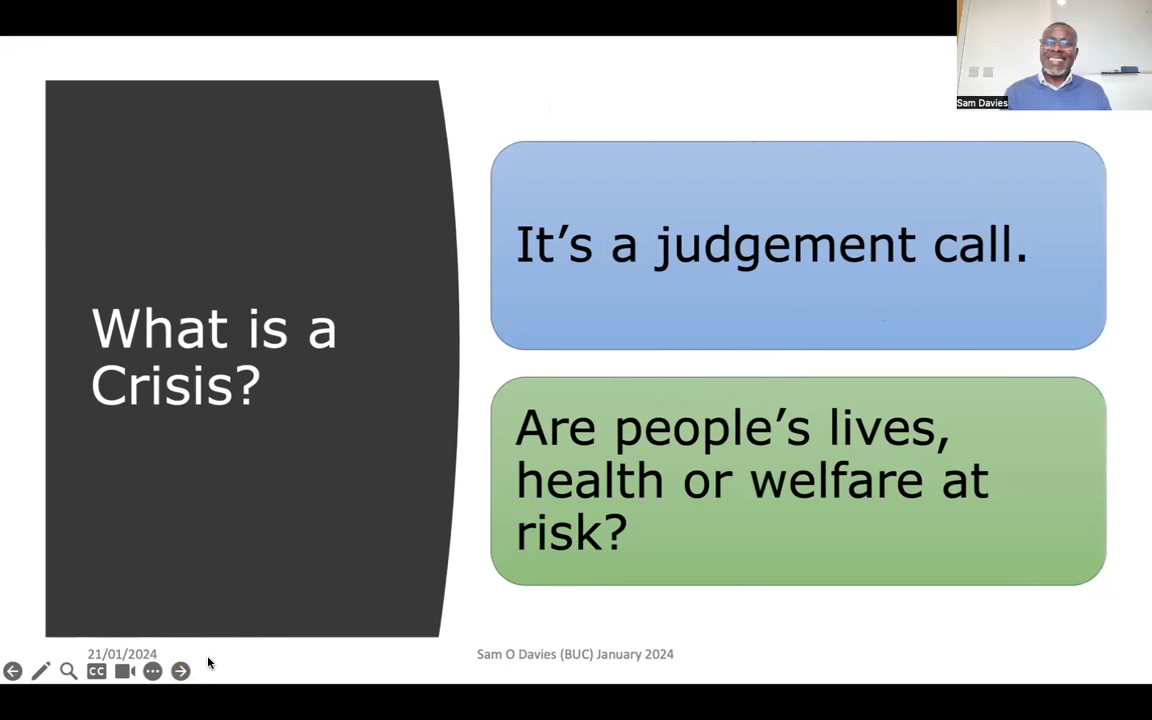 Sam Davies
What is a
Crisis?
It’s a judgement call.
Are people’s lives,
health or welfare at
risk?
21/01/2024
Sam O Davies (BUC) January 2024
CC